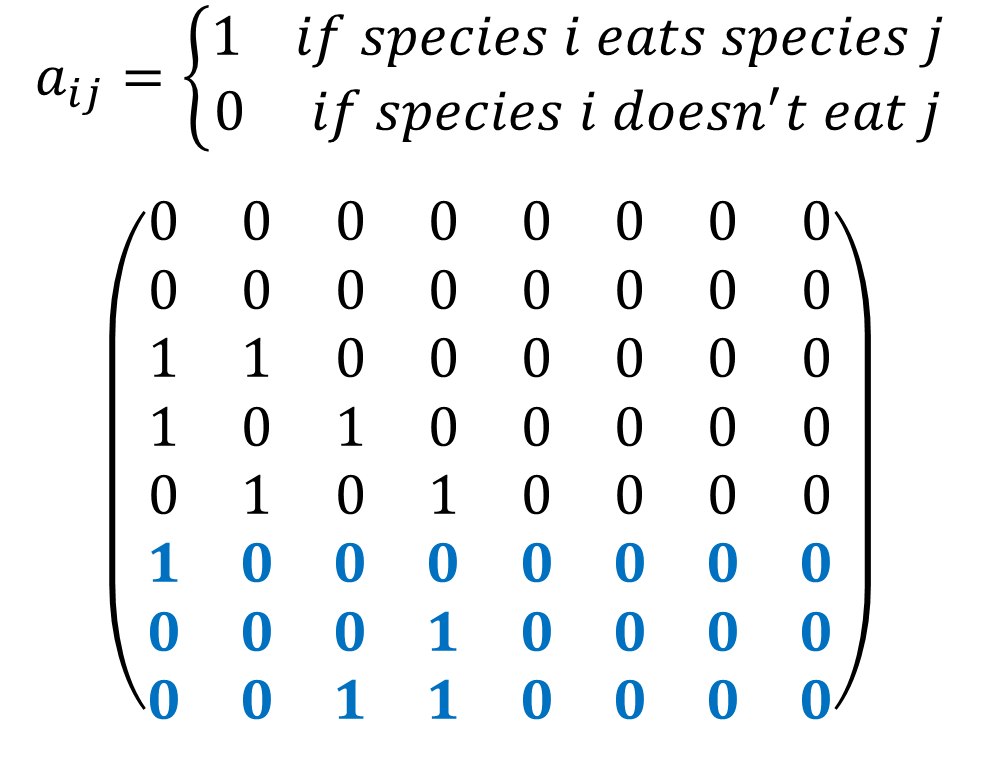 a_{ij} = { 1 if species i eats species j
0 if species i doesn't eat j
0 0 0 0 0 0 0 0
0 0 0 0 0 0 0 0
1 1 0 0 0 0 0 0
1 0 1 0 0 0 0 0
0 1 0 1 0 0 0 0
1 0 0 0 0 0 0 0
0 0 0 1 0 0 0 0
0 0 1 1 0 0 0 0